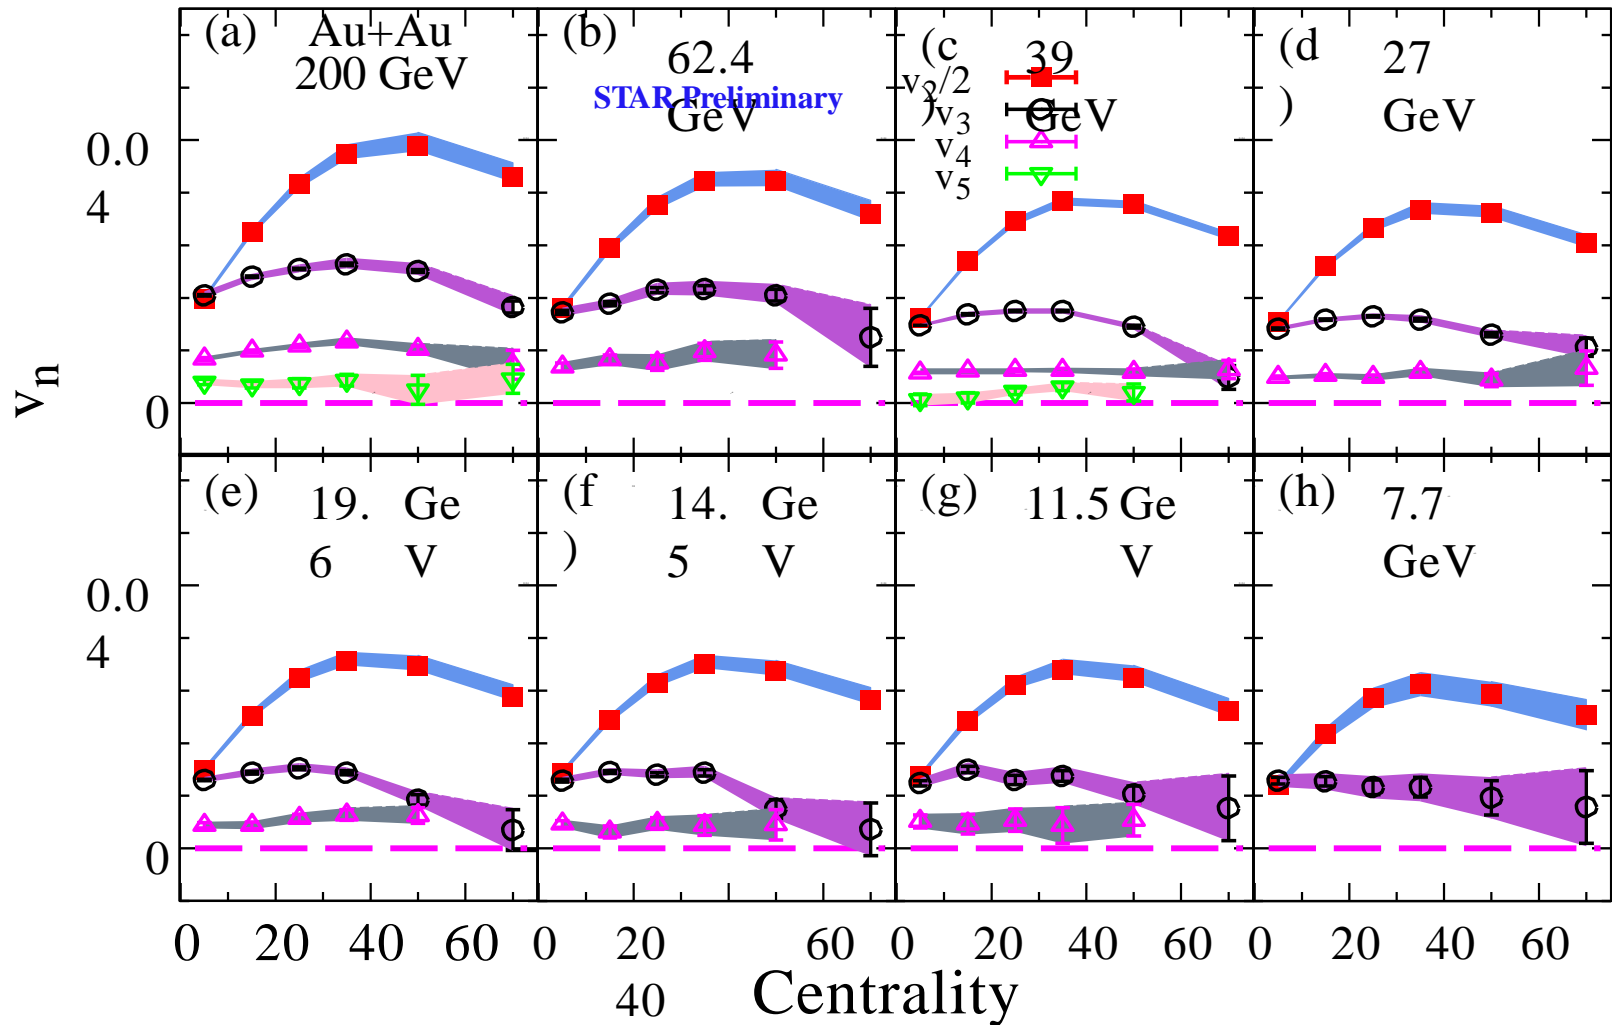 (a) Au+Au
200 GeV
(b) 62.4
GeV
STAR Preliminary
(c
) 39
GeV
v2/2
v3
v4
v5
(d
) 27
GeV
0.0
4
0
vn
(e) 19. Ge
6 V
(f 14. Ge
) 5 V
(g) 11.5 Ge
V
(h) 7.7
GeV
0.0
4
0
0 20 40 60 0 20 60 0 20 40 60 0 20 40 60
40
Centrality